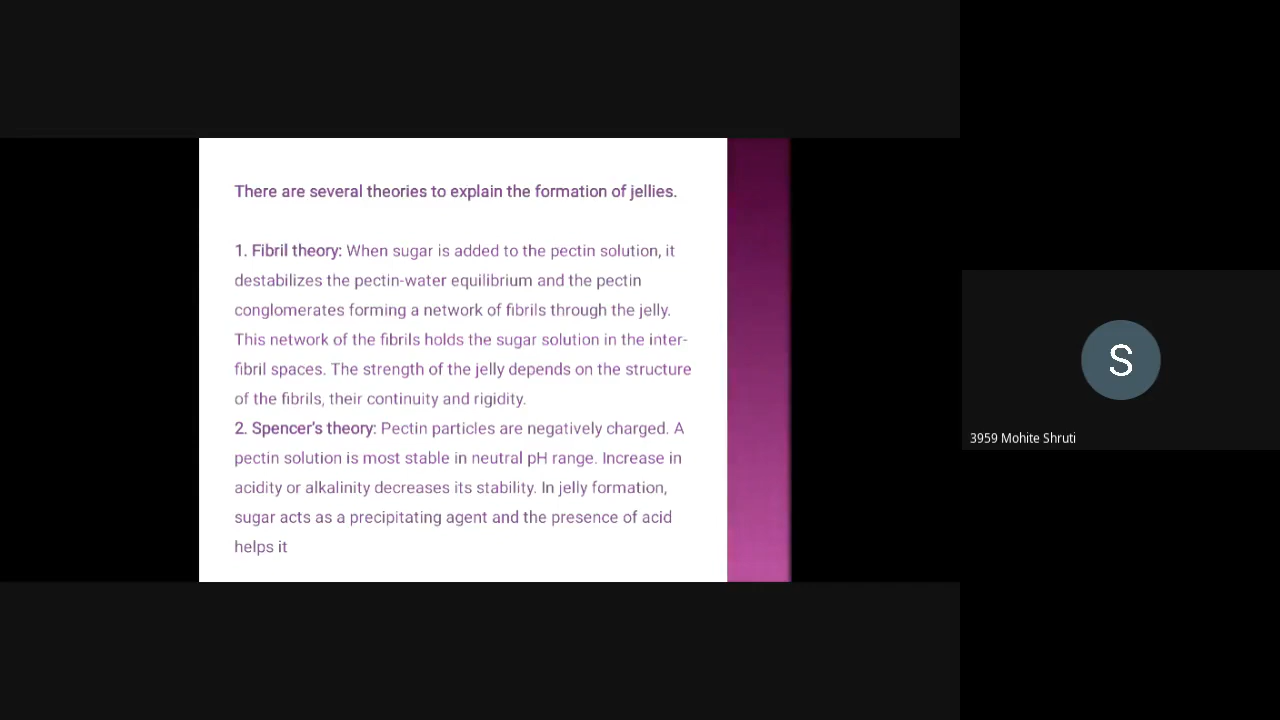 There are several theories to explain the formation of jellies.
1. Fibril theory: When sugar is added to the pectin solution, it
destabilizes the pectin-water equilibrium and the pectin
conglomerates forming a network of fibrils through the jelly.
This network of the fibrils holds the sugar solution in the inter-
fibril spaces. The strength of the jelly depends on the structure
of the fibrils, their continuity and rigidity.
2. Spencer's theory: Pectin particles are negatively charged. A
pectin solution is most stable in neutral pH range. Increase in
acidity or alkalinity decreases its stability. In jelly formation,
sugar acts as a precipitating agent and the presence of acid
helps it
S
3959 Mohite Shruti